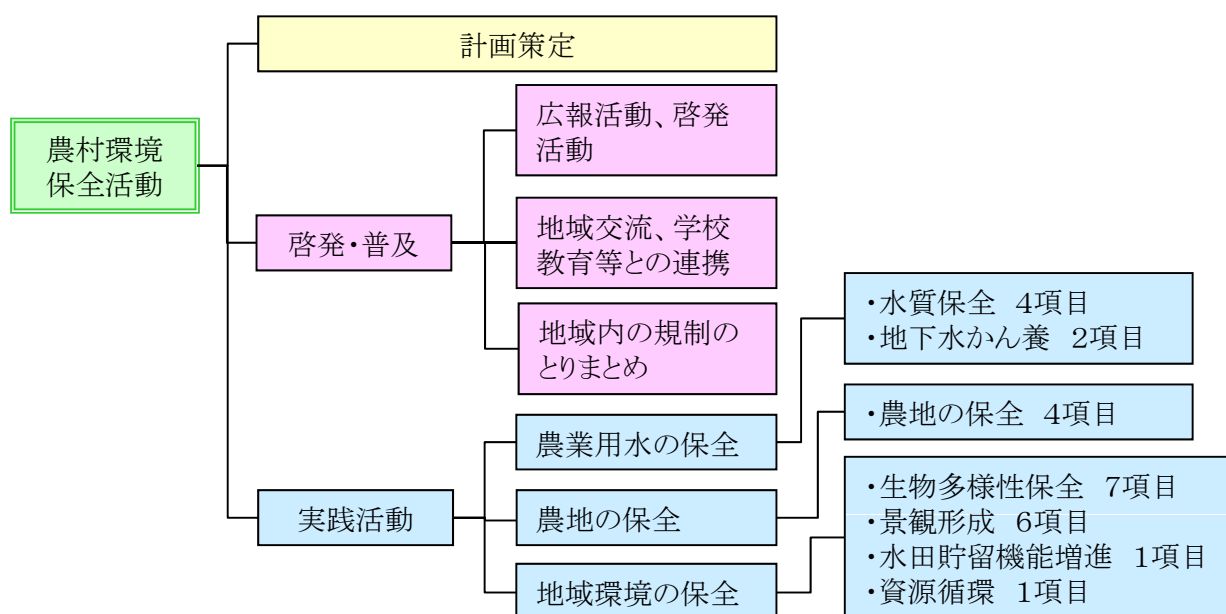 計画策定
農村環境
保全活動
啓発・普及
広報活動、啓発
活動
地域交流、学校
教育等との連携
地域内の規制の
とりまとめ
実践活動
農業用水の保全
農地の保全
地域環境の保全
・水質保全 4項目
・地下水かん養 2項目
・農地の保全 4項目
・生物多様性保全 7項目
・景観形成 6項目
・水田貯留機能増進 1項目
・資源循環 1項目